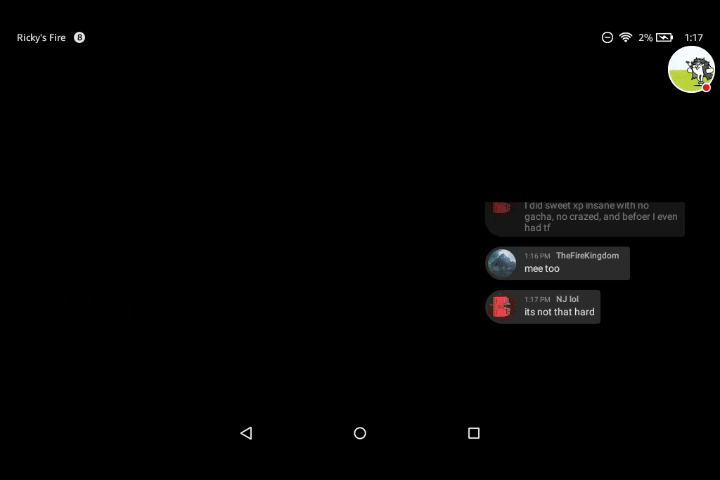 Ricky's Fire 8
2% 1:17
I did sweet xp insane with no
gacha, no crazed, and befoer I even
had tf
1:16 PM TheFireKingdom
mee too
1:17 PM NJ lol
its not that hard